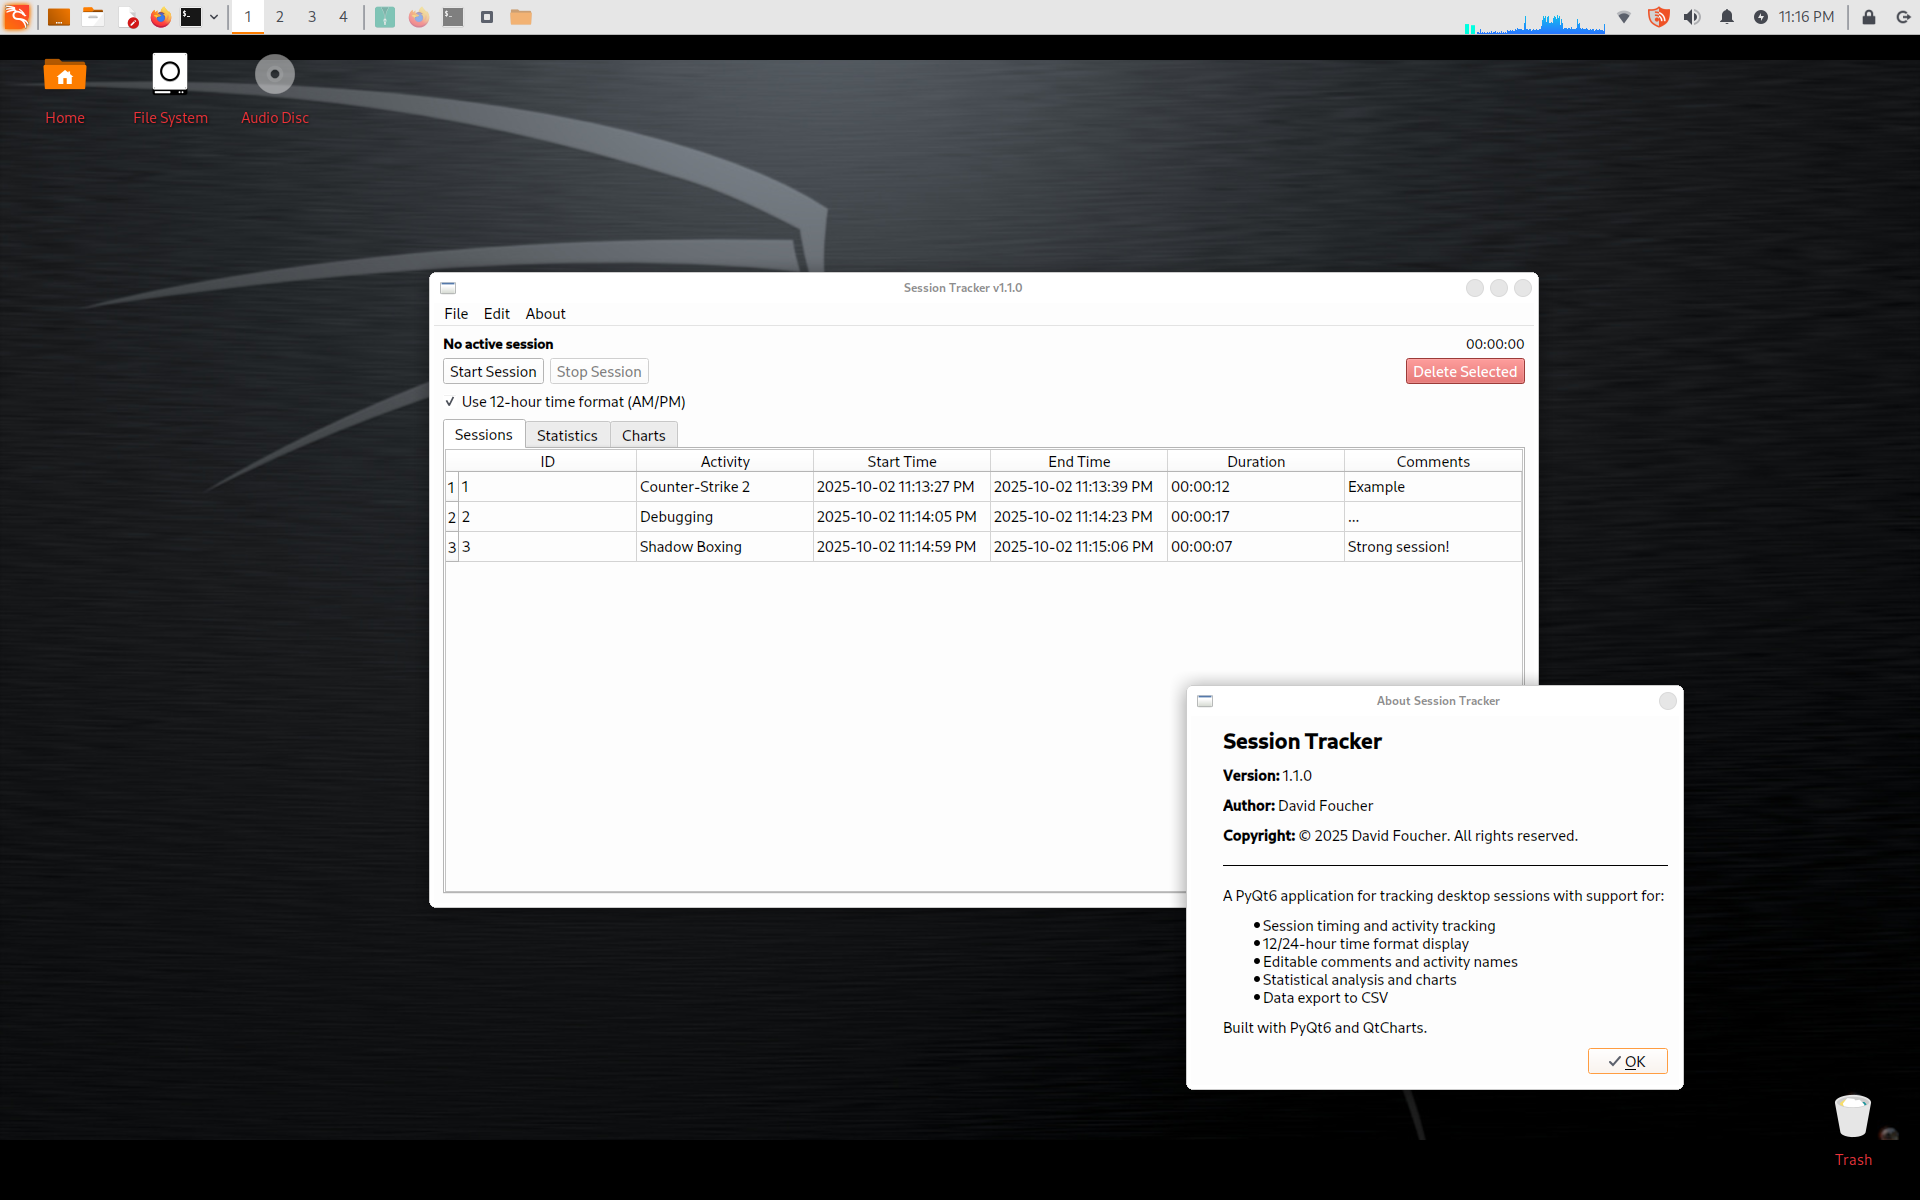 1 2 3 4 11:16 PM
Home File System Audio Disc
Session Tracker v1.1.0
File Edit About
No active session 00:00:00
Start Session Stop Session Delete Selected
Use 12-hour time format (AM/PM)
Sessions Statistics Charts
ID Activity Start Time End Time Duration Comments
1 1 Counter-Strike 2 2025-10-02 11:13:27 PM 2025-10-02 11:13:39 PM 00:00:12 Example
2 2 Debugging 2025-10-02 11:14:05 PM 2025-10-02 11:14:23 PM 00:00:17 ...
3 3 Shadow Boxing 2025-10-02 11:14:59 PM 2025-10-02 11:15:06 PM 00:00:07 Strong session!
About Session Tracker
Session Tracker
Version: 1.1.0
Author: David Foucher
Copyright: © 2025 David Foucher. All rights reserved.
A PyQt6 application for tracking desktop sessions with support for:
• Session timing and activity tracking
• 12/24-hour time format display
• Editable comments and activity names
• Statistical analysis and charts
• Data export to CSV
Built with PyQt6 and QtCharts.
OK
Trash